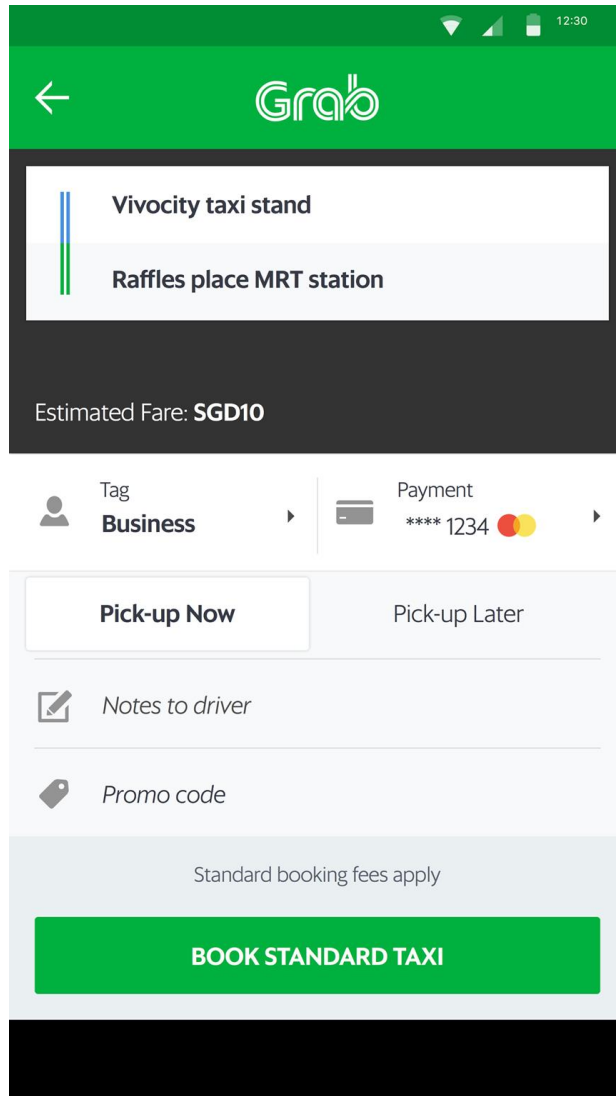 12:30
Grab
Vivocity taxi stand
Raffles place MRT station
Estimated Fare: SGD10
Tag
Business
Payment
**** 1234
Pick-up Now
Pick-up Later
Notes to driver
Promo code
Standard booking fees apply
BOOK STANDARD TAXI